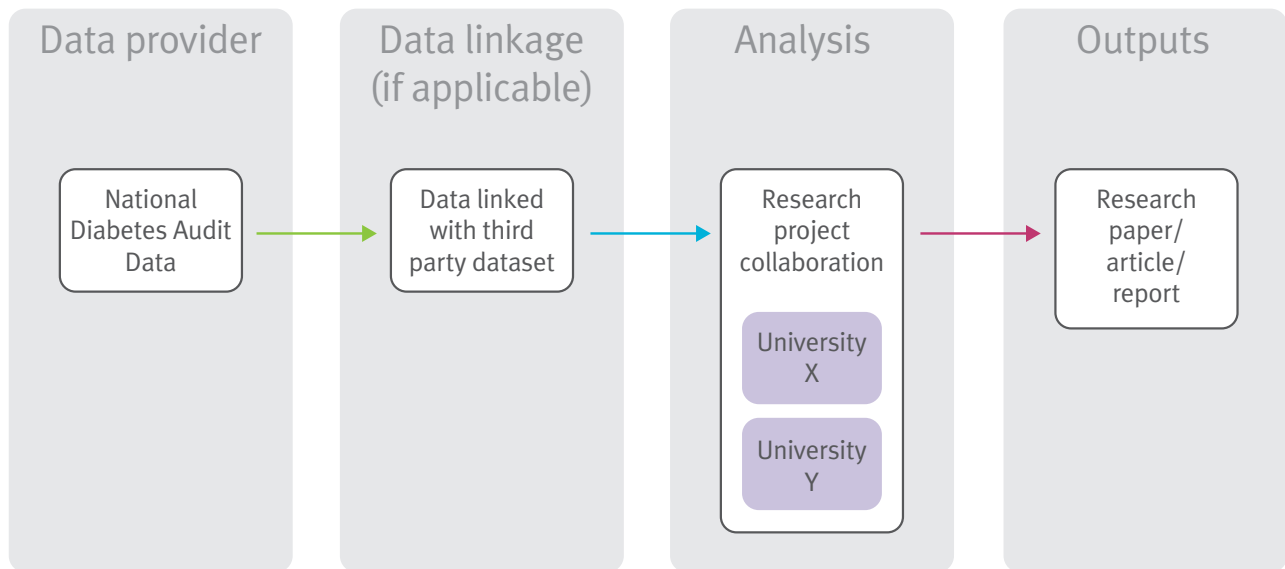 Data provider
National
Diabetes Audit
Data
Data linkage
(if applicable)
Data linked
with third
party dataset
Analysis
Research
project
collaboration
University
X
University
Y
Outputs
Research
paper/
article/
report